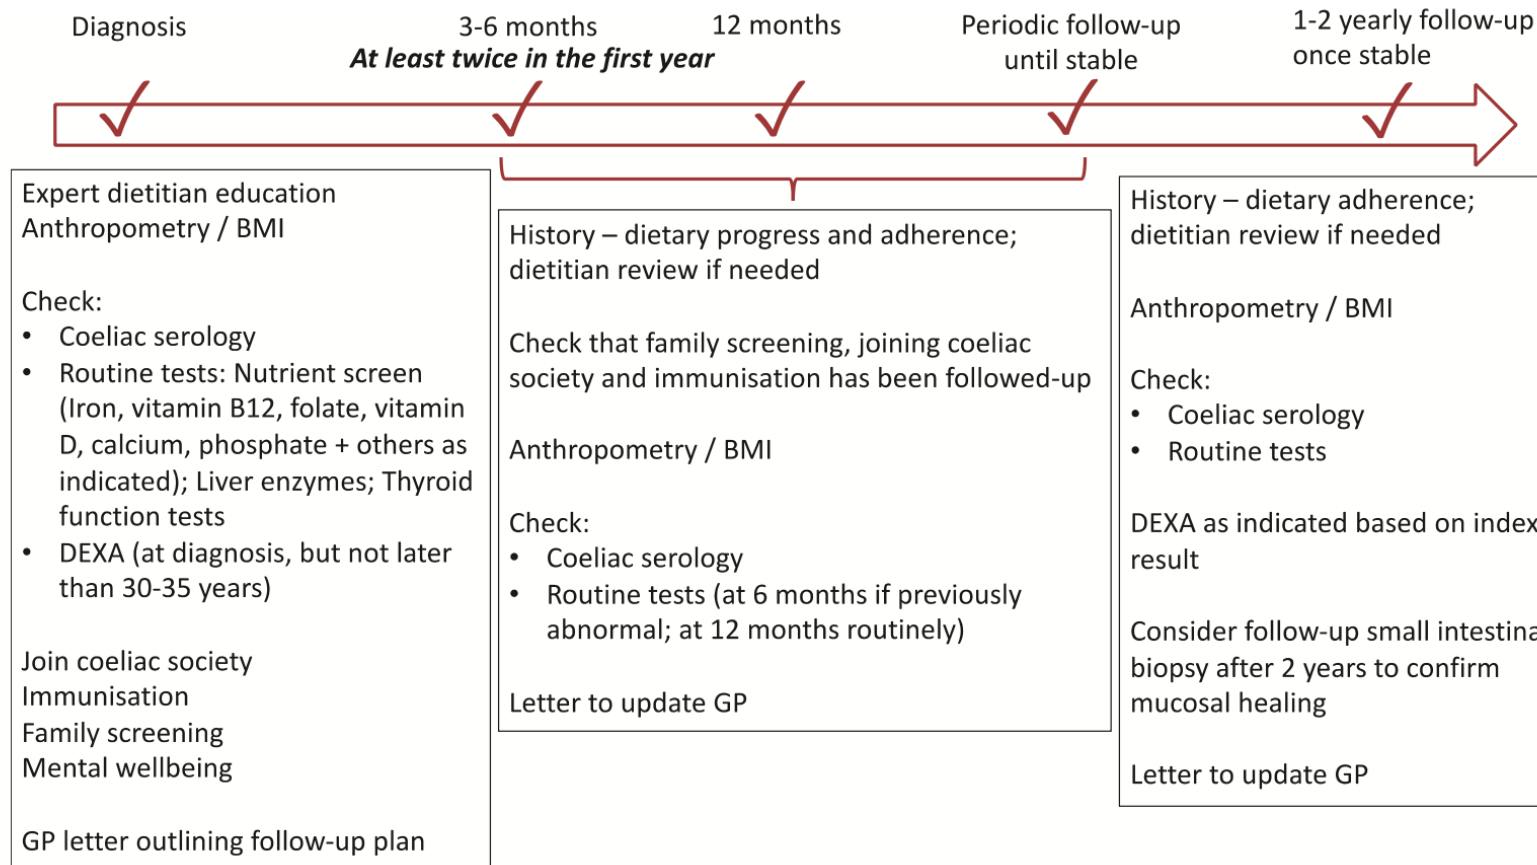 Diagnosis
3-6 months
At least twice in the first year
12 months
Periodic follow-up
until stable
1-2 yearly follow-up
once stable
Expert dietitian education
Anthropometry / BMI
Check:
• Coeliac serology
• Routine tests: Nutrient screen
(Iron, vitamin B12, folate, vitamin
D, calcium, phosphate + others as
indicated); Liver enzymes; Thyroid
function tests
• DEXA (at diagnosis, but not later
than 30-35 years)
Join coeliac society
Immunisation
Family screening
Mental wellbeing
GP letter outlining follow-up plan
History – dietary progress and adherence;
dietitian review if needed
Check that family screening, joining coeliac
society and immunisation has been followed-up
Anthropometry / BMI
Check:
• Coeliac serology
• Routine tests (at 6 months if previously
abnormal; at 12 months routinely)
Letter to update GP
History – dietary adherence;
dietitian review if needed
Anthropometry / BMI
Check:
• Coeliac serology
• Routine tests
DEXA as indicated based on index
result
Consider follow-up small intestina
biopsy after 2 years to confirm
mucosal healing
Letter to update GP